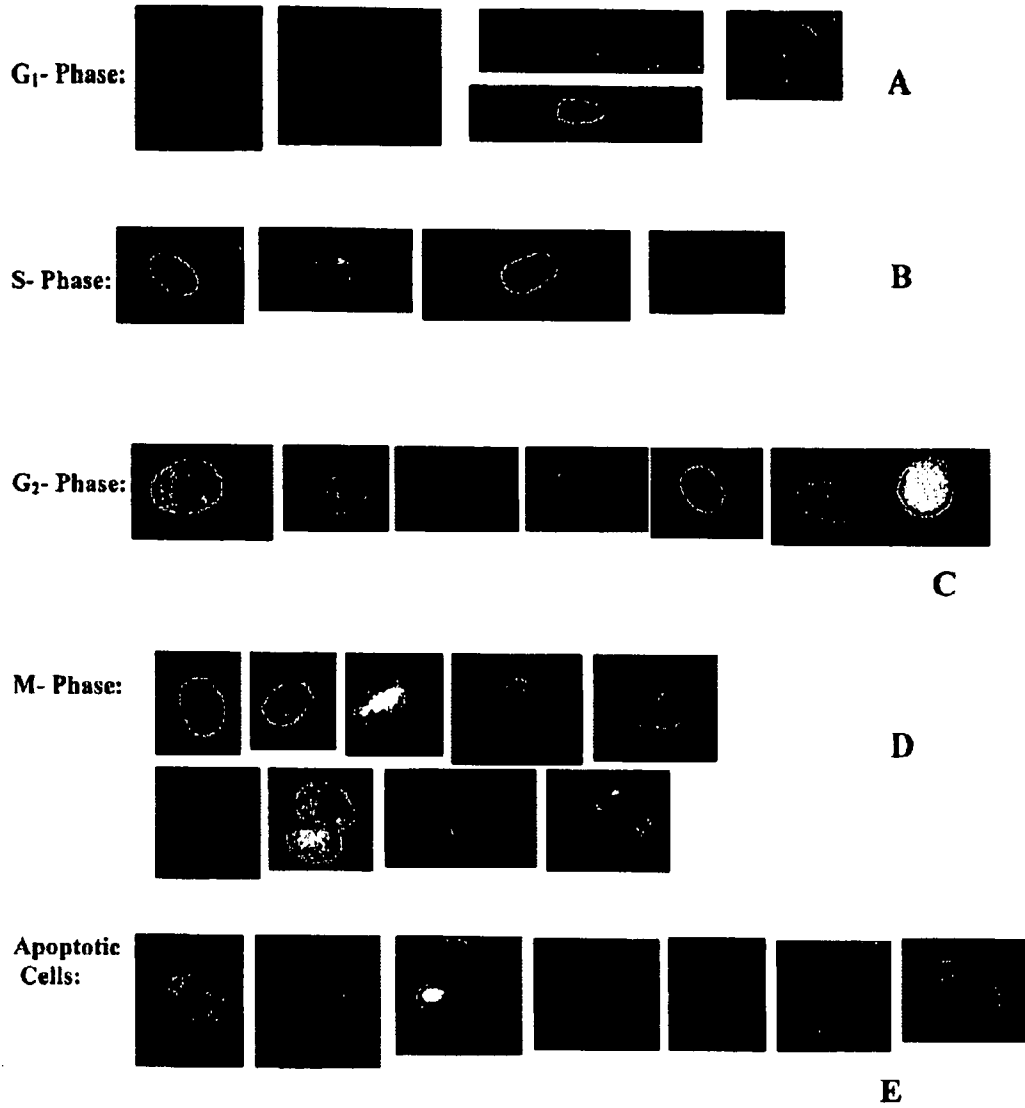 G₁- Phase:
A
S- Phase:
B
G₂- Phase:
C
M- Phase:
D
Apoptotic
Cells:
E